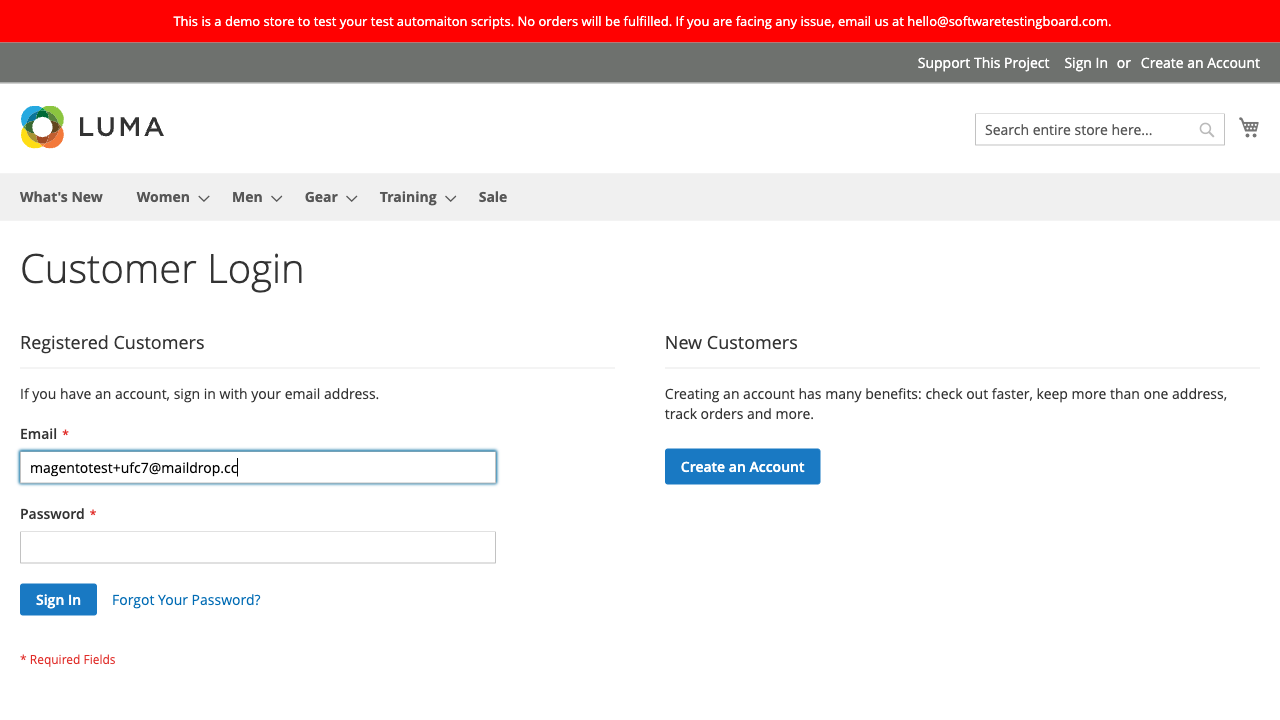 This is a demo store to test your test automaiton scripts. No orders will be fulfilled. If you are facing any issue, email us at hello@softwaretestingboard.com.
Support This Project Sign In or Create an Account
LUMA
Search entire store here...
What's New Women Men Gear Training Sale
Customer Login
Registered Customers
If you have an account, sign in with your email address.
Email *
magentotest+ufc7@maildrop.cc
Password *
Sign In Forgot Your Password?
* Required Fields
New Customers
Creating an account has many benefits: check out faster, keep more than one address,
track orders and more.
Create an Account